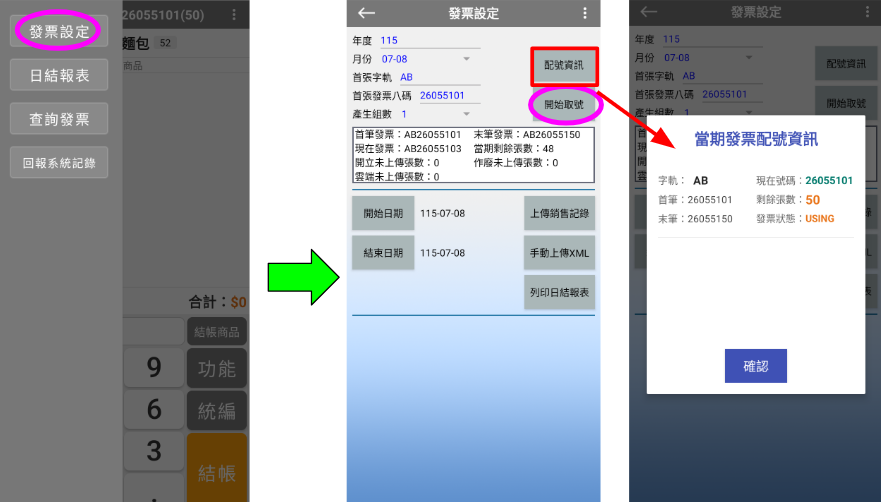 26055101(50)
發票設定
麵包 52
商品
日結報表
查詢發票
回報系統記錄
合計：$0
結帳商品
9
功能
6
統編
3
結帳
發票設定
年度 115
月份 07-08
配號資訊
首張字軌 AB
首張發票八碼 26055101
開始取號
產生組數 1
首筆發票：AB26055101 末筆發票：AB26055150
現在發票：AB26055103 當期剩餘張數：48
開立未上傳張數：0 作廢未上傳張數：0
雲端未上傳張數：0
開始日期 115-07-08 上傳銷售記錄
結束日期 115-07-08 手動上傳XML
列印日結報表
發票設定
年度 115
月份 07-08
配號資訊
首張字軌 AB
首張發票八碼 26055101
開始取號
產生組數 1
當期發票配號資訊
字軌： AB 現在號碼：26055101
首筆：26055101 剩餘張數：50
末筆：26055150 發票狀態：USING
確認